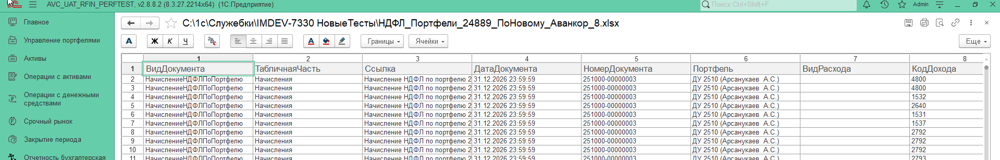 AVC_UAT_RFIN_PERFTEST, v2.8.8.2 (8.3.27.2214x64) (1С:Предприятие)
Поиск Ctrl+Shift+F
Admin
Главное
Управление портфелями
Активы
Операции с активами
Операции с денежными
средствами
Срочный рынок
Закрытие периода
Отчетность бухгалтерская
C:\1c\Служебки\IMDEV-7330 НовыеТесты\НДФЛ_Портфели_24889_ПоНовому_Аванкор_8.xlsx
А Ж К Ч abc А Границы Ячейки Еще
1 2 3 4 5 6 7 8
1 ВидДокумента ТабличнаяЧасть Ссылка ДатаДокумента НомерДокумента Портфель ВидРасхода КодДохода
2 НачислениеНДФЛПоПортфелю Начисления Начисление НДФЛ по портфелю 2 31.12.2026 23:59:59 251000-00000003 ДУ 2510 (Арсанукаев А.С.) 4800
3 НачислениеНДФЛПоПортфелю Начисления Начисление НДФЛ по портфелю 2 31.12.2026 23:59:59 251000-00000003 ДУ 2510 (Арсанукаев А.С.) 4800
4 НачислениеНДФЛПоПортфелю Начисления Начисление НДФЛ по портфелю 2 31.12.2026 23:59:59 251000-00000003 ДУ 2510 (Арсанукаев А.С.) 1532
5 НачислениеНДФЛПоПортфелю Начисления Начисление НДФЛ по портфелю 2 31.12.2026 23:59:59 251000-00000003 ДУ 2510 (Арсанукаев А.С.) 2640
6 НачислениеНДФЛПоПортфелю Начисления Начисление НДФЛ по портфелю 2 31.12.2026 23:59:59 251000-00000003 ДУ 2510 (Арсанукаев А.С.) 1531
7 НачислениеНДФЛПоПортфелю Начисления Начисление НДФЛ по портфелю 2 31.12.2026 23:59:59 251000-00000003 ДУ 2510 (Арсанукаев А.С.) 1537
8 НачислениеНДФЛПоПортфелю Начисления Начисление НДФЛ по портфелю 2 31.12.2026 23:59:59 251000-00000003 ДУ 2510 (Арсанукаев А.С.) 2792
9 НачислениеНДФЛПоПортфелю Начисления Начисление НДФЛ по портфелю 2 31.12.2026 23:59:59 251000-00000003 ДУ 2510 (Арсанукаев А.С.) 2792
10 НачислениеНДФЛПоПортфелю Начисления Начисление НДФЛ по портфелю 2 31.12.2026 23:59:59 251000-00000003 ДУ 2510 (Арсанукаев А.С.) 2792
11 НачислениеНДФЛПоПортфелю Начисления Начисление НДФЛ по портфелю 2 31.12.2026 23:59:59 251000-00000003 ДУ 2510 (Арсанукаев А.С.) 2793